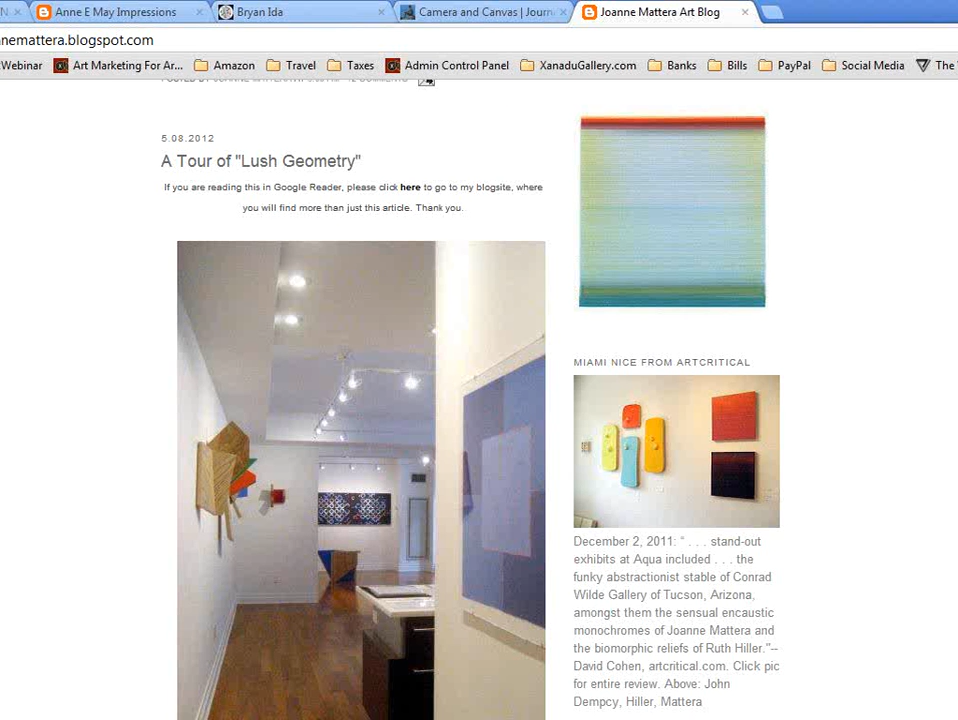 Anne E May Impressions
Bryan Ida
Camera and Canvas | Journ
Joanne Mattera Art Blog
nemattera.blogspot.com
Webinar
Art Marketing For Ar...
Amazon
Travel
Taxes
Admin Control Panel
XanaduGallery.com
Banks
Bills
PayPal
Social Media
The
5.08.2012
A Tour of "Lush Geometry"
If you are reading this in Google Reader, please click here to go to my blogsite, where
you will find more than just this article. Thank you.
MIAMI NICE FROM ARTCRITICAL
December 2, 2011: “ . . . stand-out
exhibits at Aqua included . . . the
funky abstractionist stable of Conrad
Wilde Gallery of Tucson, Arizona,
amongst them the sensual encaustic
monochromes of Joanne Mattera and
the biomorphic reliefs of Ruth Hiller."--
David Cohen, artcritical.com. Click pic
for entire review. Above: John
Dempcy, Hiller, Mattera